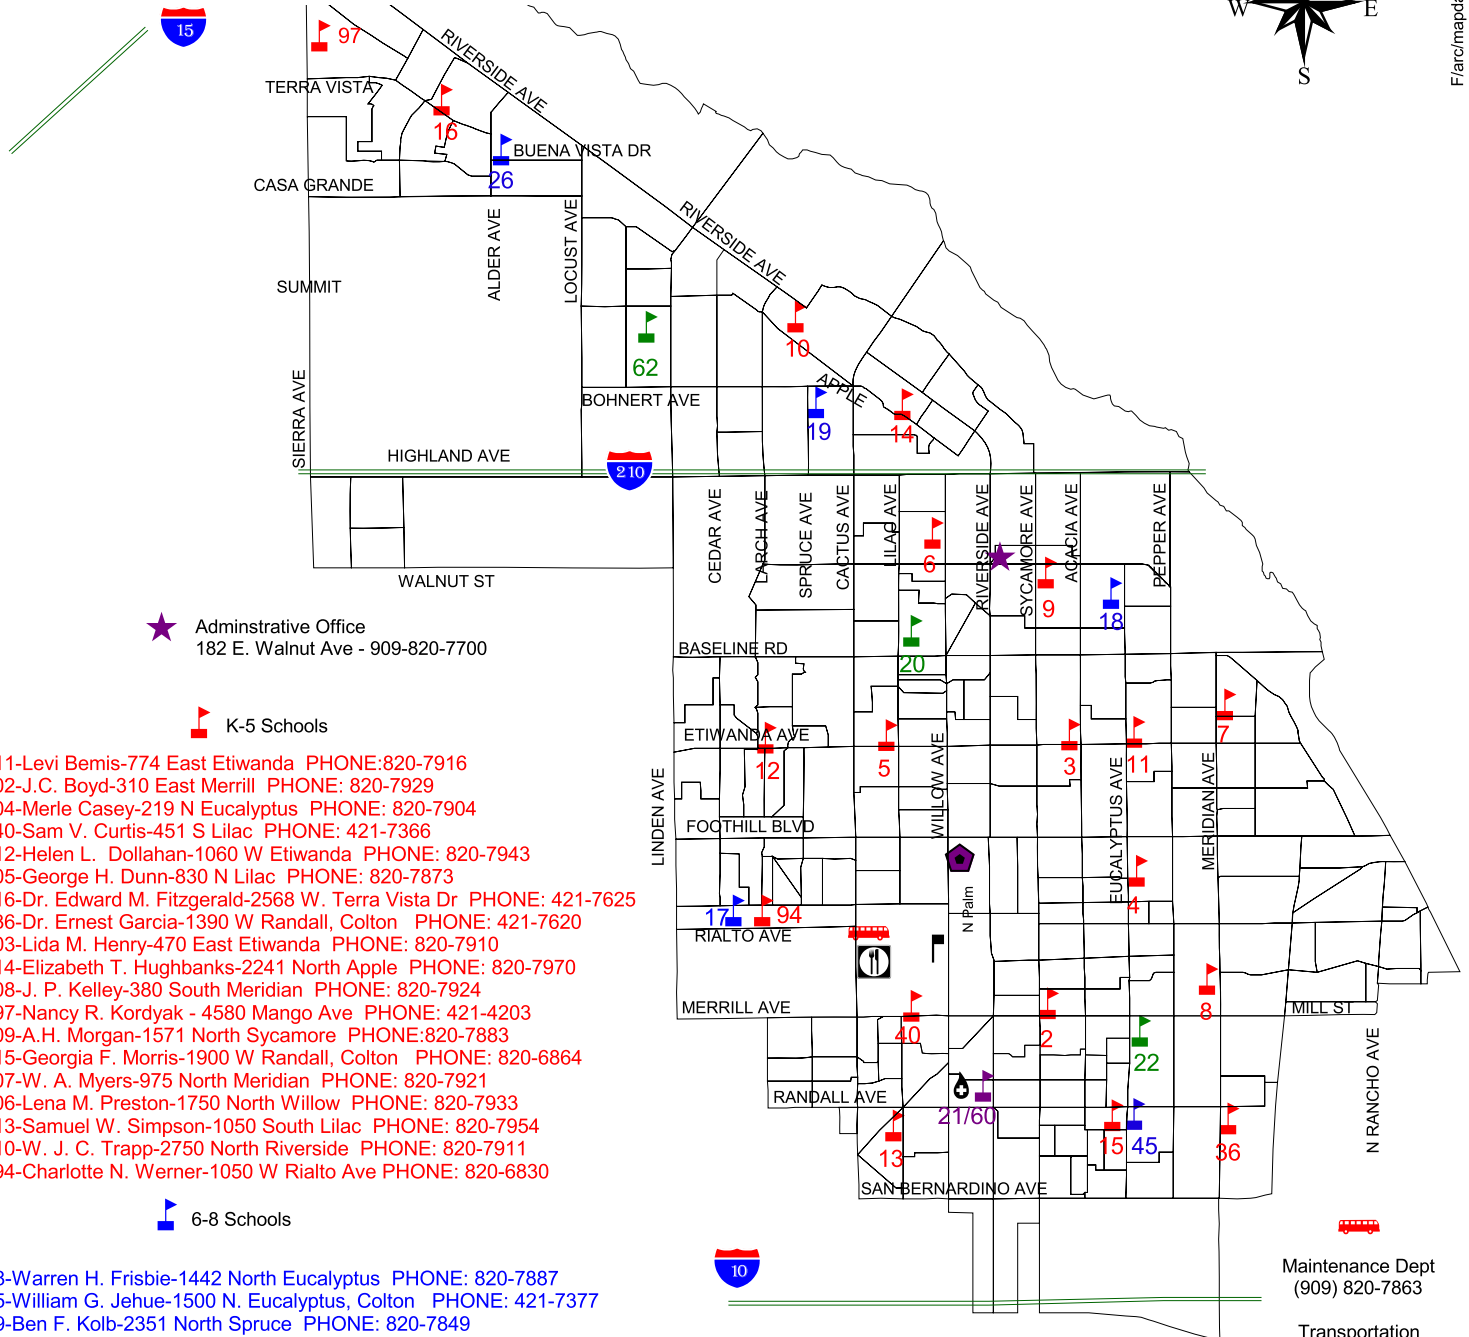 W
E
S
F/arc/mapda
15
97
RIVERSIDE AVE
TERRA VISTA
16
BUENA VISTA DR
26
CASA GRANDE
RIVERSIDE AVE
ALDER AVE
LOCUST AVE
SUMMIT
10
62
APPLE
BOHNERT AVE
SIERRA AVE
19
14
HIGHLAND AVE
210
CEDAR AVE
LARCH AVE
SPRUCE AVE
CACTUS AVE
LILAC AVE
RIVERSIDE AVE
SYCAMORE AVE
ACACIA AVE
PEPPER AVE
6
WALNUT ST
9
18
Adminstrative Office
182 E. Walnut Ave - 909-820-7700
BASELINE RD
20
K-5 Schools
ETIWANDA AVE
7
12
5
3
11
WILLOW AVE
EUCALYPTUS AVE
MERIDIAN AVE
LINDEN AVE
FOOTHILL BLVD
11-Levi Bemis-774 East Etiwanda PHONE:820-7916
02-J.C. Boyd-310 East Merrill PHONE: 820-7929
04-Merle Casey-219 N Eucalyptus PHONE: 820-7904
40-Sam V. Curtis-451 S Lilac PHONE: 421-7366
12-Helen L. Dollahan-1060 W Etiwanda PHONE: 820-7943
05-George H. Dunn-830 N Lilac PHONE: 820-7873
16-Dr. Edward M. Fitzgerald-2568 W. Terra Vista Dr PHONE: 421-7625
36-Dr. Ernest Garcia-1390 W Randall, Colton PHONE: 421-7620
03-Lida M. Henry-470 East Etiwanda PHONE: 820-7910
14-Elizabeth T. Hughbanks-2241 North Apple PHONE: 820-7970
08-J. P. Kelley-380 South Meridian PHONE: 820-7924
97-Nancy R. Kordyak - 4580 Mango Ave PHONE: 421-4203
09-A.H. Morgan-1571 North Sycamore PHONE:820-7883
15-Georgia F. Morris-1900 W Randall, Colton PHONE: 820-6864
07-W. A. Myers-975 North Meridian PHONE: 820-7921
06-Lena M. Preston-1750 North Willow PHONE: 820-7933
13-Samuel W. Simpson-1050 South Lilac PHONE: 820-7954
10-W. J. C. Trapp-2750 North Riverside PHONE: 820-7911
94-Charlotte N. Werner-1050 W Rialto Ave PHONE: 820-6830
4
17
94
N Palm
RIALTO AVE
MERRILL AVE
40
2
8
MILL ST
22
N RANCHO AVE
RANDALL AVE
21/60
13
15
45
36
SAN BERNARDINO AVE
6-8 Schools
8-Warren H. Frisbie-1442 North Eucalyptus PHONE: 820-7887
5-William G. Jehue-1500 N. Eucalyptus, Colton PHONE: 421-7377
9-Ben F. Kolb-2351 North Spruce PHONE: 820-7849
10
Maintenance Dept
(909) 820-7863
Transportation